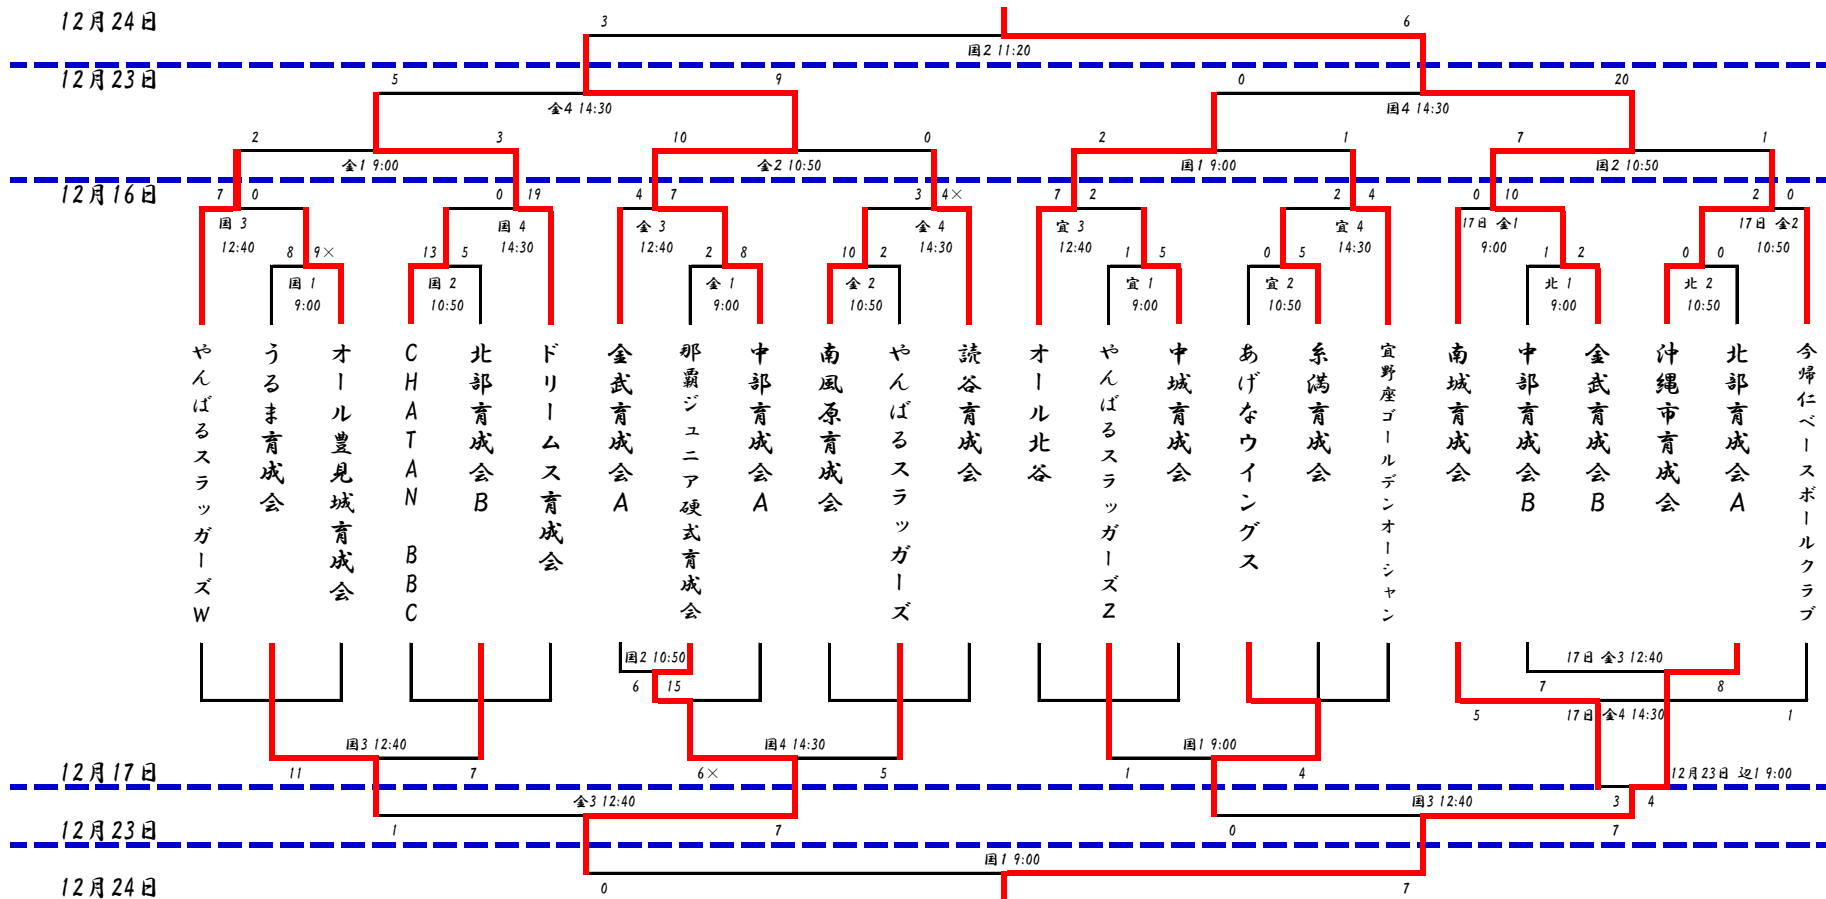 12月24日
3
6
国2 11:20
12月23日
5
9
0
20
金4 14:30
国4 14:30
2
3
10
0
2
1
7
1
金1 9:00
金2 10:50
国1 9:00
国2 10:50
12月16日
7 0
0 19
4 7
3 4×
7 2
2 4
0 10
2 0
国 3
12:40
国 4
14:30
金 3
12:40
金 4
14:30
宜 3
12:40
宜 4
14:30
17日 金1
9:00
17日 金2
10:50
8 9×
13 5
2 8
10 2
1 5
0 5
1 2
0 0
国 1
9:00
国 2
10:50
金 1
9:00
金 2
10:50
宜 1
9:00
宜 2
10:50
北 1
9:00
北 2
10:50
やんばるスラッガーズW
うるま育成会
オール豊見城育成会
CHATAN BBC
北部育成会B
ドリームス育成会
金武育成会A
那覇ジュニア硬式育成会
中部育成会A
南風原育成会
やんばるスラッガーズ
読谷育成会
オール北谷
やんばるスラッガーズZ
中城育成会
あげなウイングス
糸満育成会
宜野座ゴールデンオーシャン
南城育成会
中部育成会B
金武育成会B
沖縄市育成会
北部育成会A
今帰仁ベースボールクラブ
国2 10:50
17日 金3 12:40
6 15
7
8
5
17日 金4 14:30
1
国3 12:40
国4 14:30
国1 9:00
12月17日
11
7
6×
5
1
4
12月23日 辺1 9:00
金3 12:40
国3 12:40
3 4
12月23日
1
7
0
7
国1 9:00
12月24日
0
7